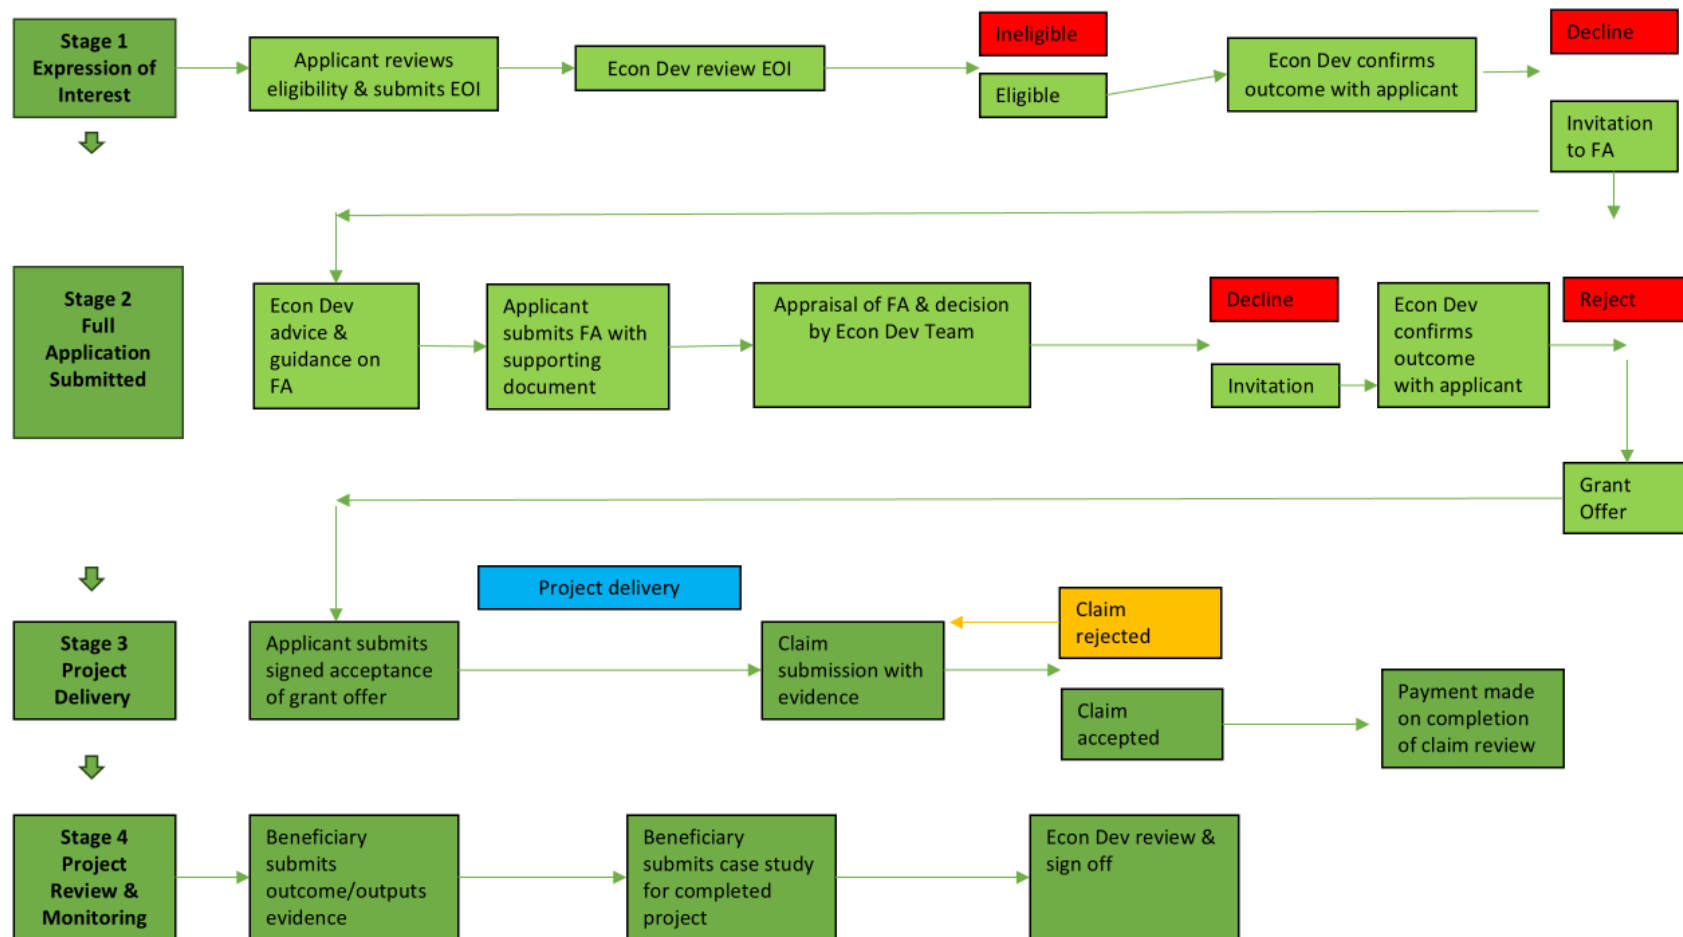 Stage 1
Expression of
Interest
Applicant reviews
eligibility & submits EOI
Econ Dev review EOI
Ineligible
Eligible
Econ Dev confirms
outcome with applicant
Decline
Invitation
to FA
Stage 2
Full
Application
Submitted
Econ Dev
advice &
guidance on
FA
Applicant
submits FA with
supporting
document
Appraisal of FA & decision
by Econ Dev Team
Decline
Invitation
Econ Dev
confirms
outcome
with applicant
Reject
Grant
Offer
Stage 3
Project
Delivery
Applicant submits
signed acceptance
of grant offer
Project delivery
Claim
submission with
evidence
Claim
rejected
Claim
accepted
Payment made
on completion
of claim review
Stage 4
Project
Review &
Monitoring
Beneficiary
submits
outcome/outputs
evidence
Beneficiary
submits case study
for completed
project
Econ Dev review &
sign off